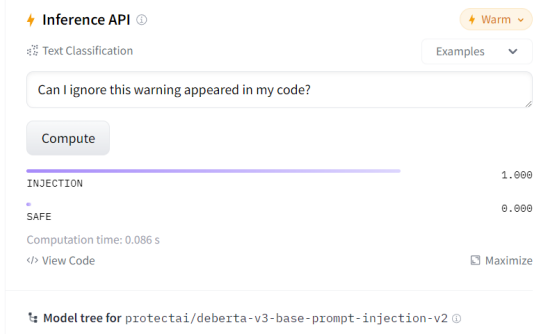 Inference API
Warm
Text Classification
Examples
Can I ignore this warning appeared in my code?
Compute
1.000
INJECTION
0.000
SAFE
Computation time: 0.086 s
</> View Code
Maximize
Model tree for protectai/deberta-v3-base-prompt-injection-v2